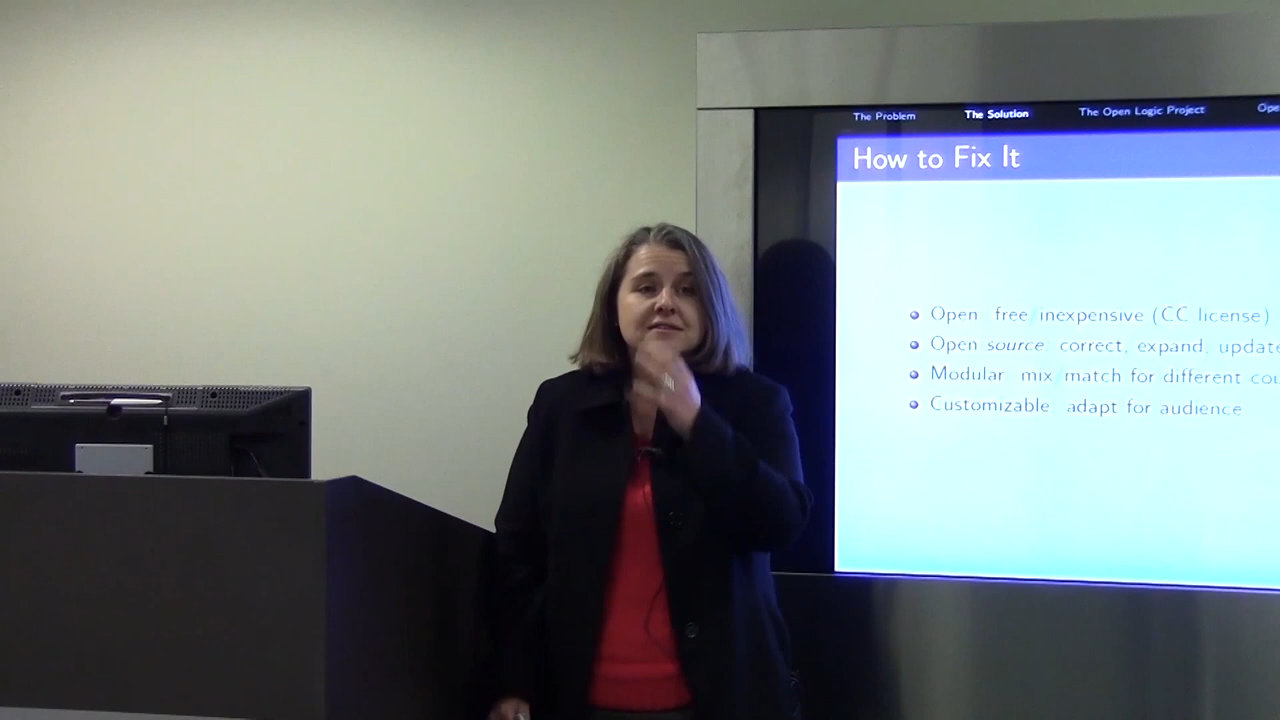 The Problem The Solution The Open Logic Project
How to Fix It
Open free/inexpensive (CC license)
Open source, correct, expand, update
Modular mix/match for different
Customizable adapt for audience